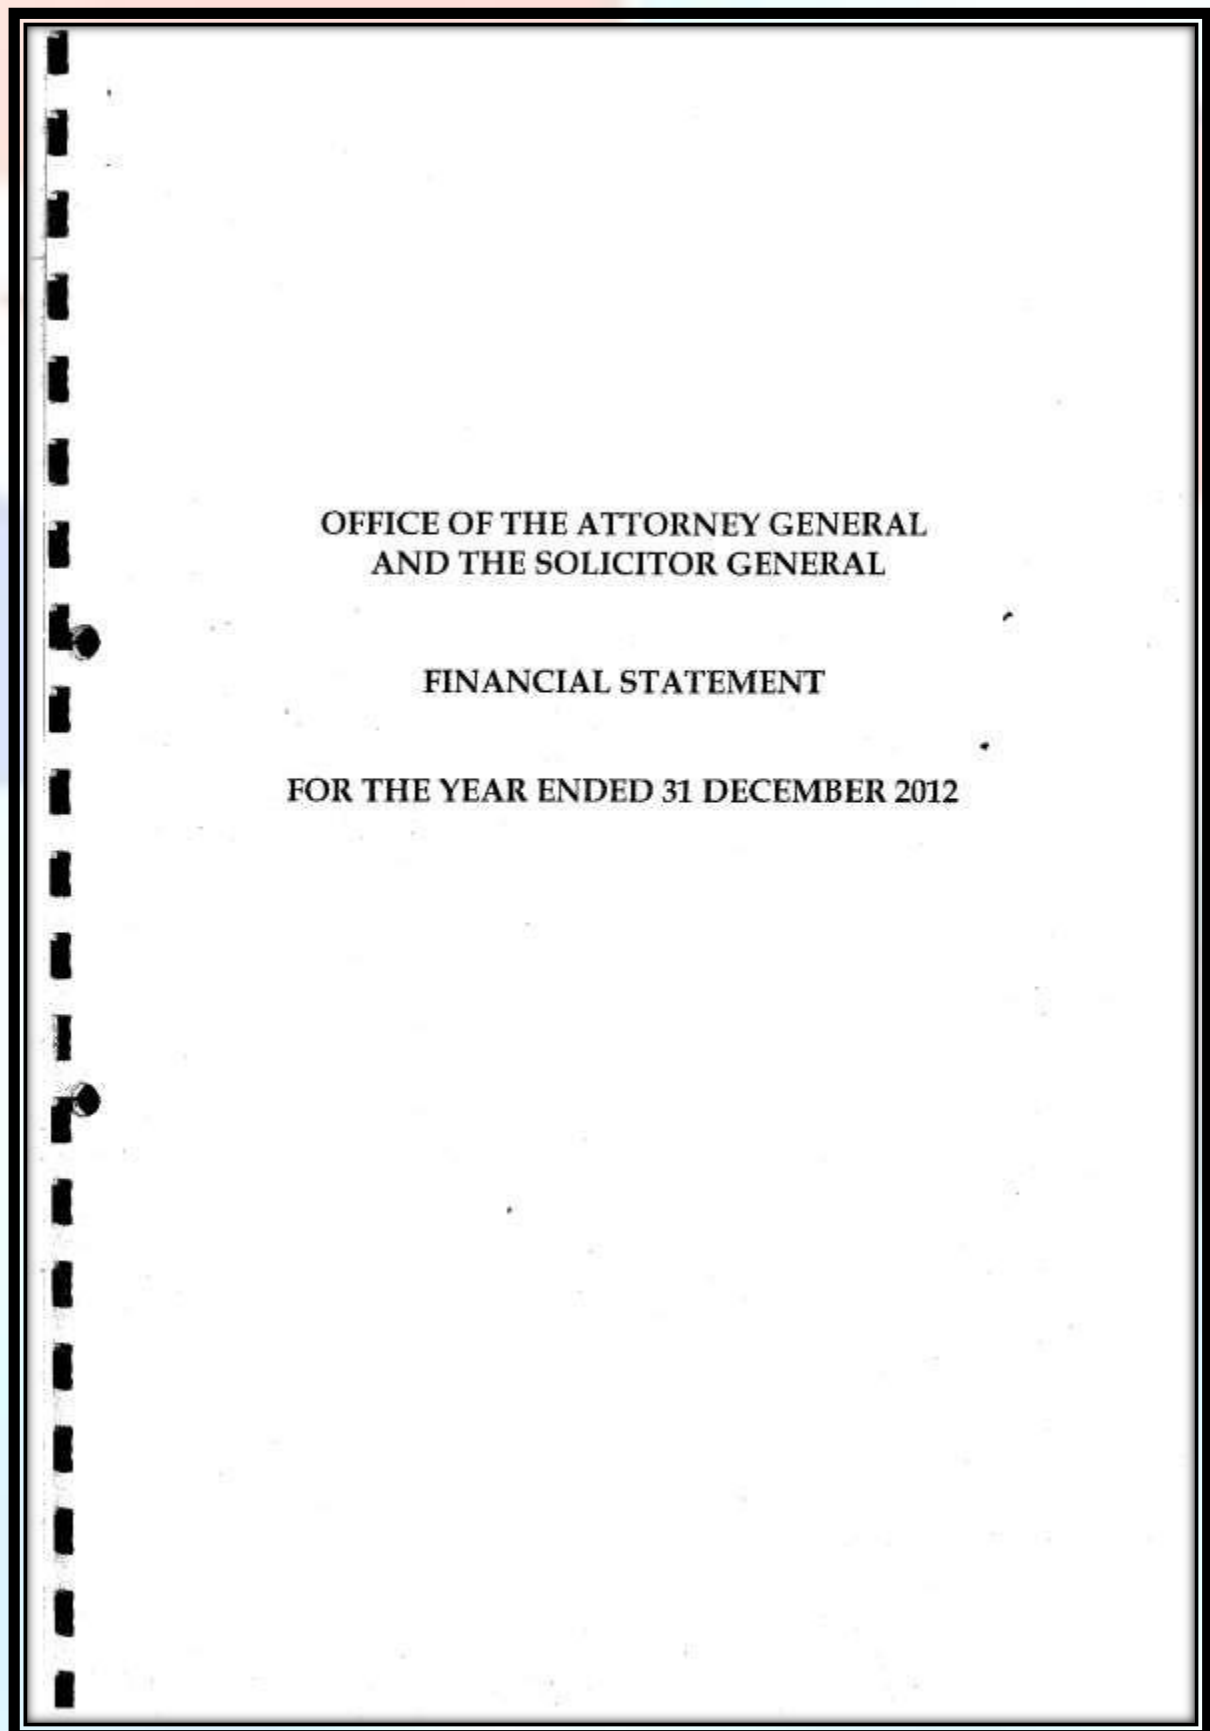 OFFICE OF THE ATTORNEY GENERAL
AND THE SOLICITOR GENERAL
FINANCIAL STATEMENT
FOR THE YEAR ENDED 31 DECEMBER 2012